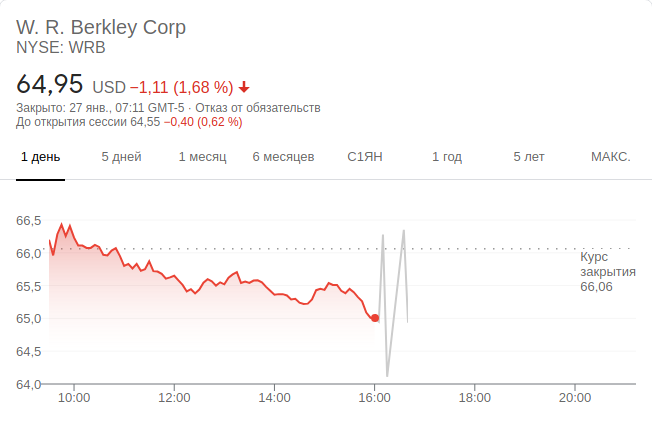 W. R. Berkley Corp
NYSE: WRB
64,95 USD −1,11 (1,68 %)
Закрыто: 27 янв., 07:11 GMT-5 · Отказ от обязательств
До открытия сессии 64,55 −0,40 (0,62 %)
1 день 5 дней 1 месяц 6 месяцев С1ЯН 1 год 5 лет МАКС.
66,5
66,0
Курс
закрытия
65,5
66,06
65,0
64,5
64,0
10:00 12:00 14:00 16:00 18:00 20:00